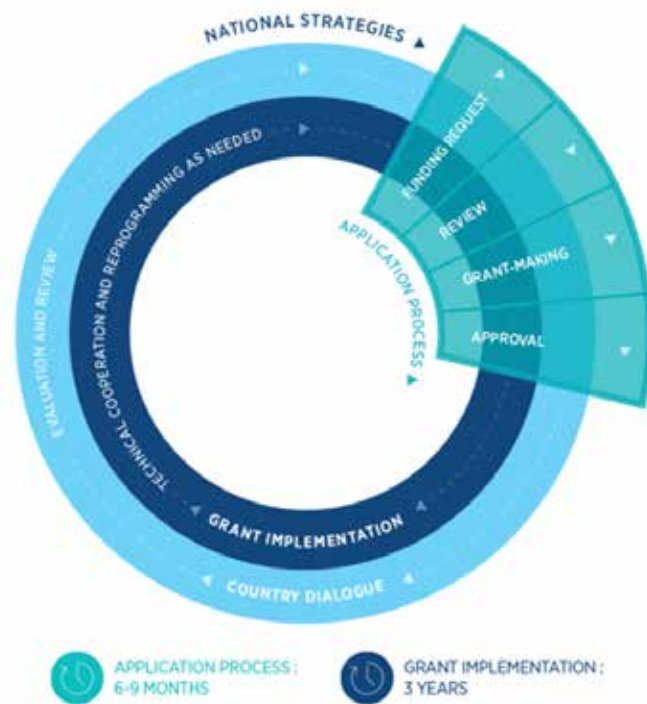 NATIONAL STRATEGIES
FUNDING REQUEST
REVIEW
GRANT-MAKING
APPROVAL
APPLICATION PROCESS
TECHNICAL COOPERATION AND REPROGRAMMING AS NEEDED
EVALUATION AND REVIEW
GRANT IMPLEMENTATION
COUNTRY DIALOGUE
APPLICATION PROCESS :
6-9 MONTHS
GRANT IMPLEMENTATION :
3 YEARS